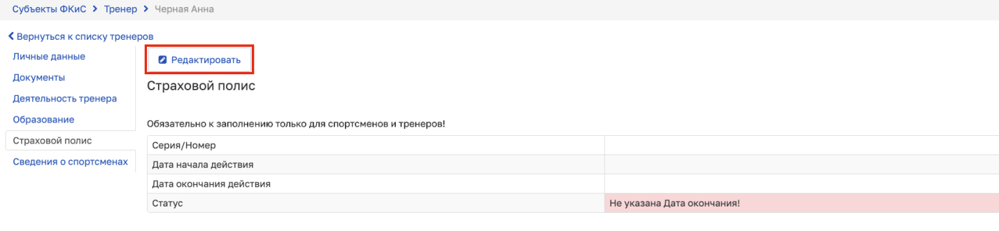 Субъекты ФКиС > Тренер > Черная Анна
Вернуться к списку тренеров
Личные данные
Документы
Деятельность тренера
Образование
Страховой полис
Сведения о спортсменах
Редактировать
Страховой полис
Обязательно к заполнению только для спортсменов и тренеров!
Серия/Номер
Дата начала действия
Дата окончания действия
Статус Не указана Дата окончания!